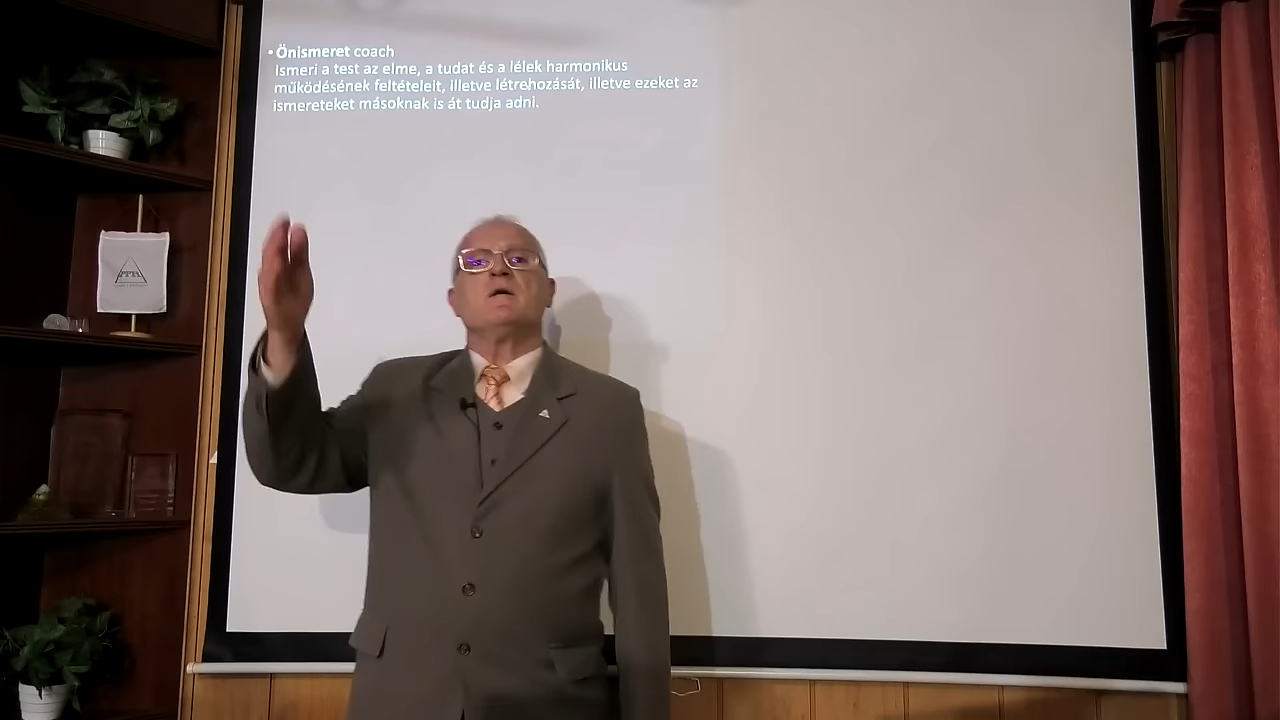 • Önismeret coach
Ismeri a test az elme, a tudat és a lélek harmonikus
működésének feltételeit, illetve létrehozását, illetve ezeket az
ismereteket másoknak is át tudja adni.